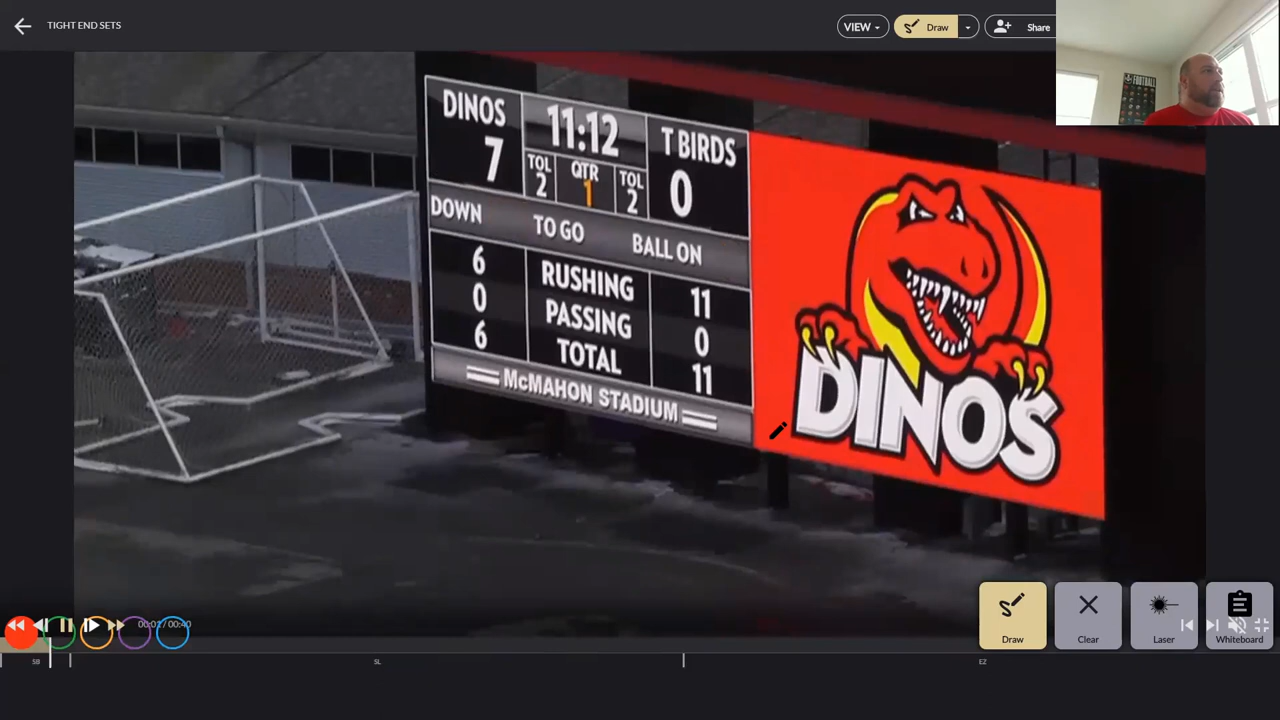 TIGHT END SETS
VIEW
Draw
Share
FOOTBALL
DINOS
11:12
T BIRDS
7
TOL
2
QTR
1
TOL
2
0
DOWN
TO GO
BALL ON
6 RUSHING 11
0 PASSING 0
6 TOTAL 11
McMAHON STADIUM
DINOS
Draw
Clear
Laser
Whiteboard
SB
SL
EZ